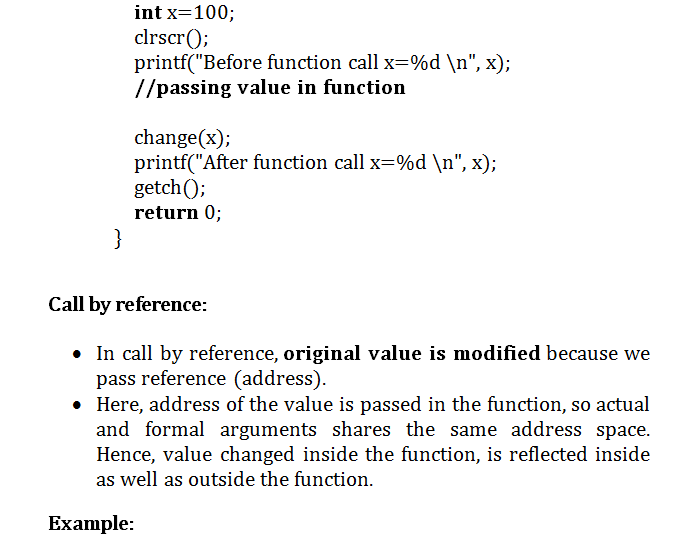 int x=100;
clrscr();
printf("Before function call x=%d \n", x);
//passing value in function
change(x);
printf("After function call x=%d \n", x);
getch();
return 0;
}
Call by reference:
• In call by reference, original value is modified because we
pass reference (address).
• Here, address of the value is passed in the function, so actual
and formal arguments shares the same address space.
Hence, value changed inside the function, is reflected inside
as well as outside the function.
Example: